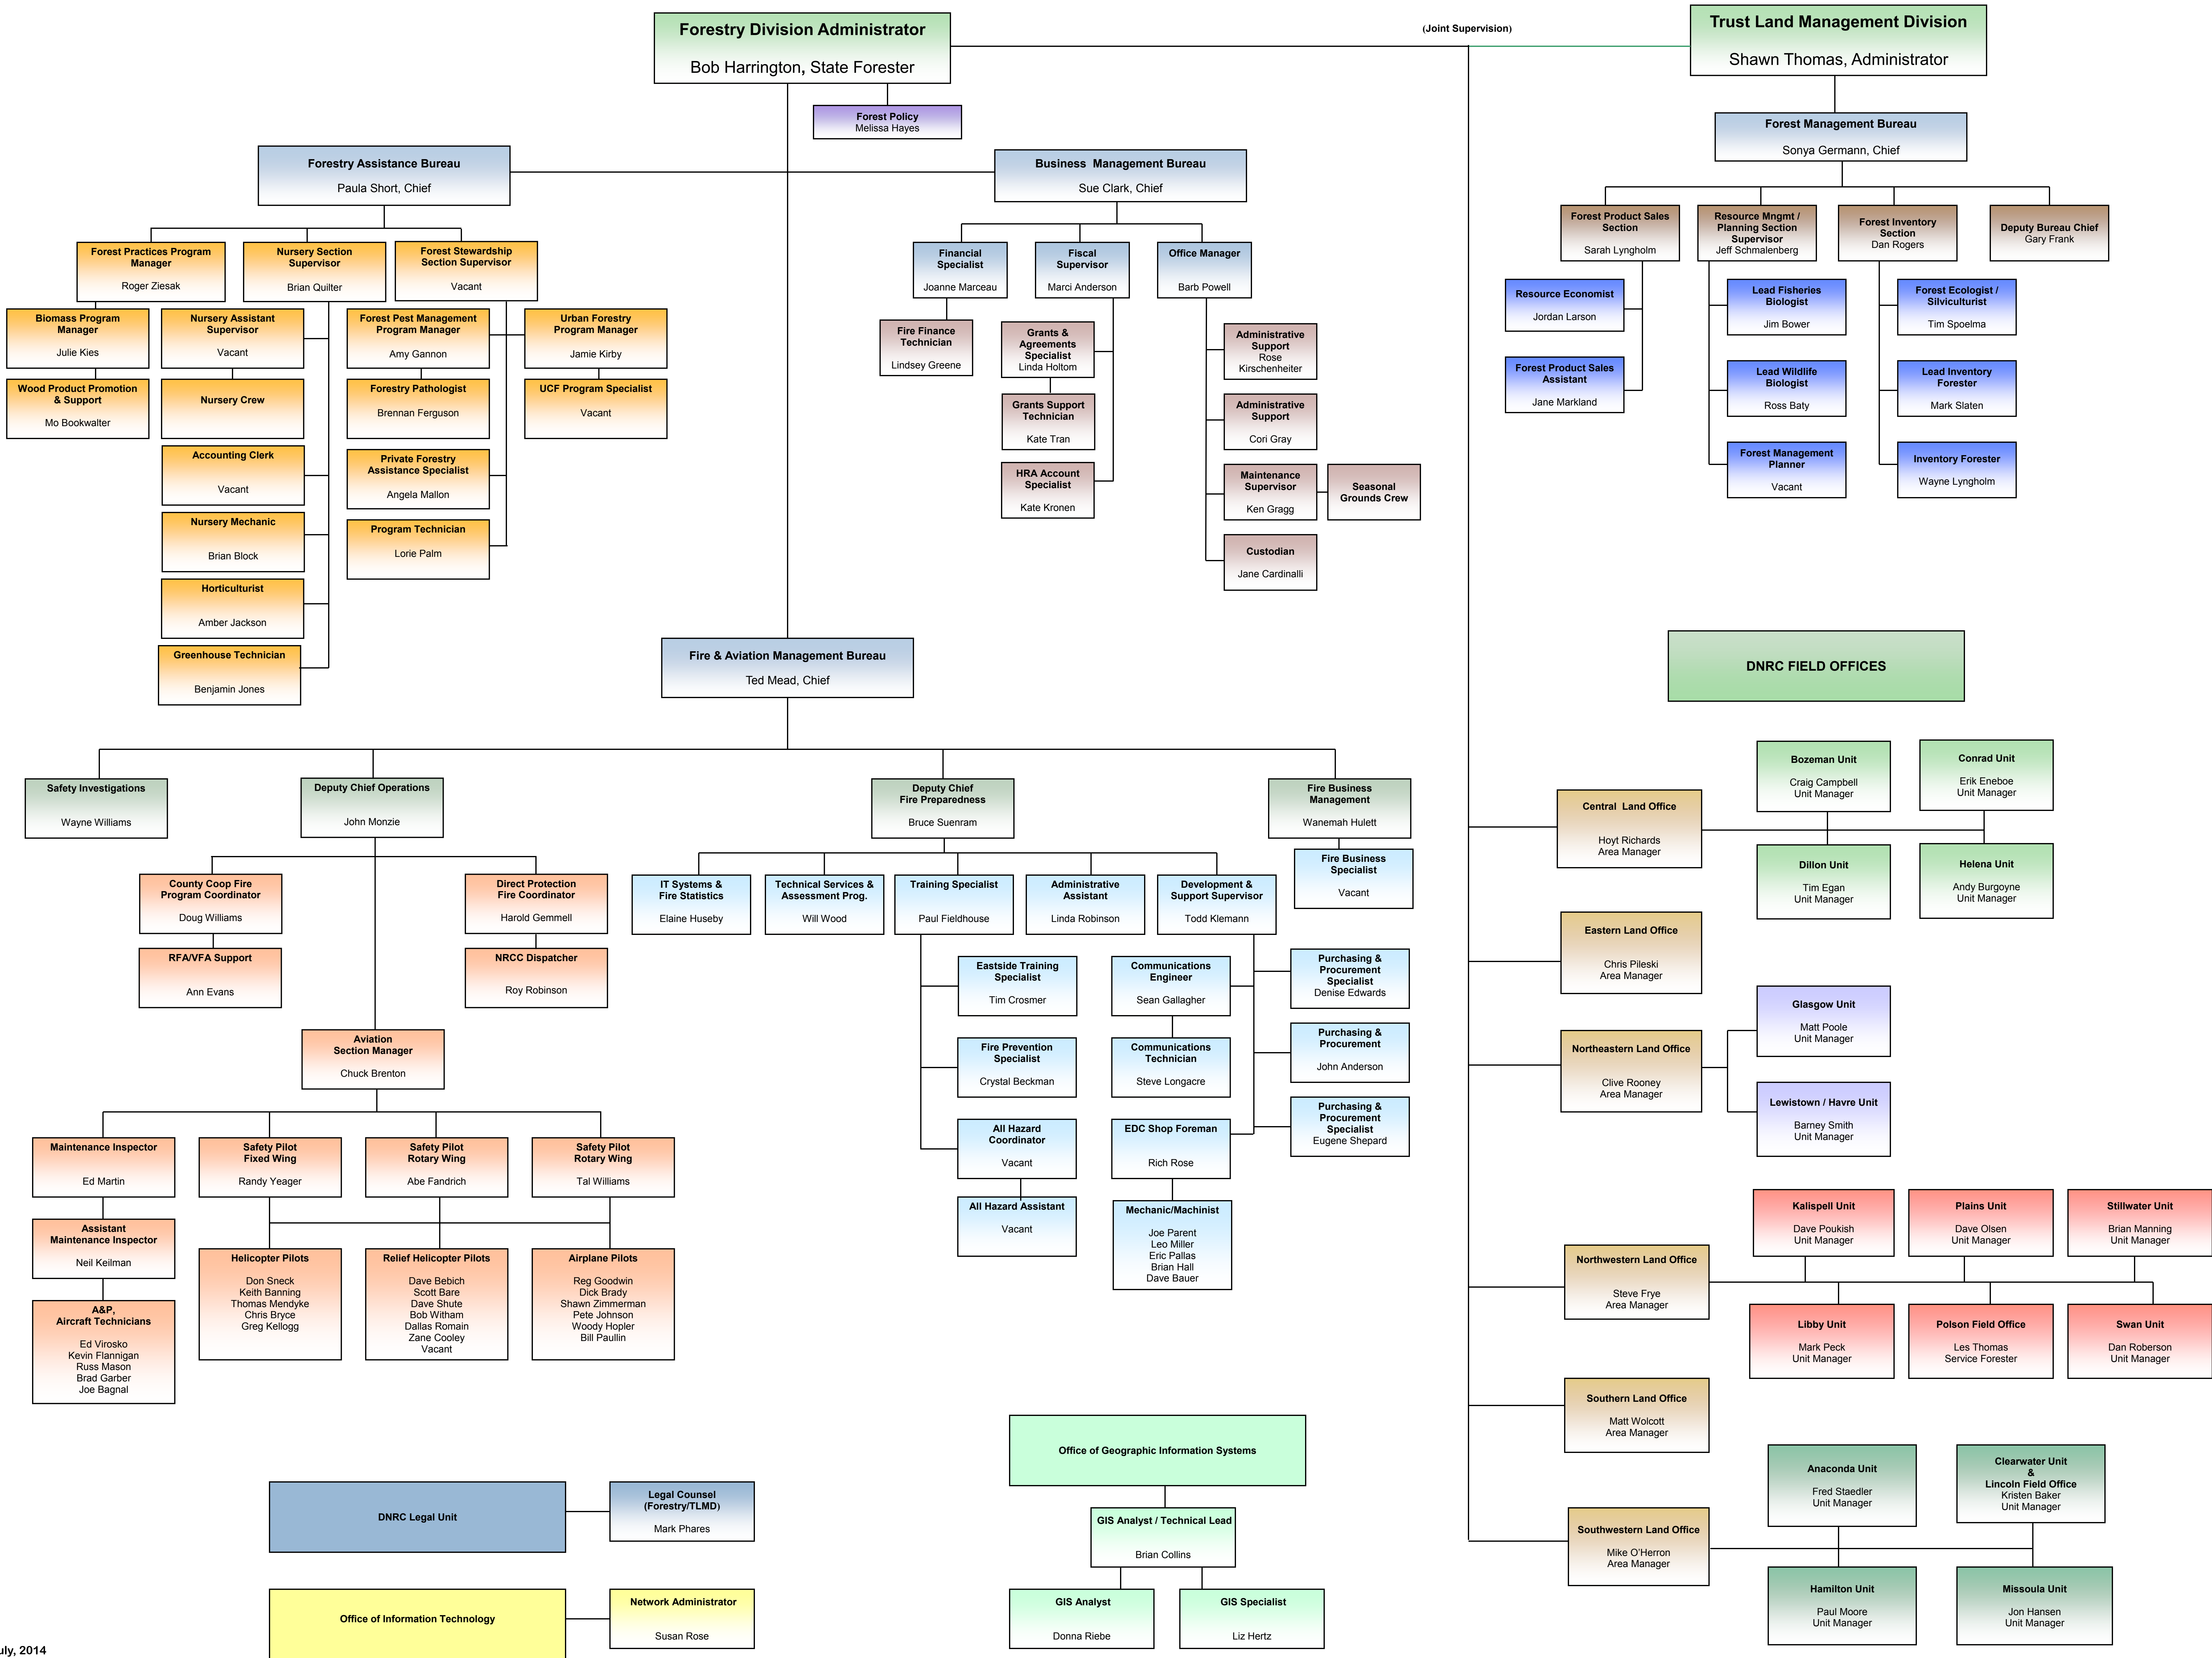 Forestry Division Administrator
Bob Harrington, State Forester
(Joint Supervision)
Trust Land Management Division
Shawn Thomas, Administrator
Forest Policy
Melissa Hayes
Forestry Assistance Bureau
Paula Short, Chief
Business Management Bureau
Sue Clark, Chief
Forest Management Bureau
Sonya Germann, Chief
Forest Practices Program
Manager
Roger Ziesak
Nursery Section
Supervisor
Brian Quilter
Forest Stewardship
Section Supervisor
Vacant
Biomass Program
Manager
Julie Kies
Nursery Assistant
Supervisor
Vacant
Forest Pest Management
Program Manager
Amy Gannon
Urban Forestry
Program Manager
Jamie Kirby
Wood Product Promotion
& Support
Mo Bookwalter
Nursery Crew
Forestry Pathologist
Brennan Ferguson
UCF Program Specialist
Vacant
Accounting Clerk
Vacant
Private Forestry
Assistance Specialist
Angela Mallon
Nursery Mechanic
Brian Block
Program Technician
Lorie Palm
Horticulturist
Amber Jackson
Greenhouse Technician
Benjamin Jones
Financial
Specialist
Joanne Marceau
Fiscal
Supervisor
Marci Anderson
Office Manager
Barb Powell
Fire Finance
Technician
Lindsey Greene
Grants &
Agreements
Specialist
Linda Holtom
Administrative
Support
Rose
Kirschenheiter
Grants Support
Technician
Kate Tran
Administrative
Support
Cori Gray
HRA Account
Specialist
Kate Kronen
Maintenance
Supervisor
Ken Gragg
Seasonal
Grounds Crew
Custodian
Jane Cardinalli
Forest Product Sales
Section
Sarah Lyngholm
Resource Mngmt /
Planning Section
Supervisor
Jeff Schmalenberg
Forest Inventory
Section
Dan Rogers
Deputy Bureau Chief
Gary Frank
Resource Economist
Jordan Larson
Lead Fisheries
Biologist
Jim Bower
Forest Ecologist /
Silviculturist
Tim Spoelma
Forest Product Sales
Assistant
Jane Markland
Lead Wildlife
Biologist
Ross Baty
Lead Inventory
Forester
Mark Slaten
Forest Management
Planner
Vacant
Inventory Forester
Wayne Lyngholm
Fire & Aviation Management Bureau
Ted Mead, Chief
Safety Investigations
Wayne Williams
Deputy Chief Operations
John Monzie
Deputy Chief
Fire Preparedness
Bruce Suenram
Fire Business
Management
Wanemah Hulett
County Coop Fire
Program Coordinator
Doug Williams
Direct Protection
Fire Coordinator
Harold Gemmell
RFA/VFA Support
Ann Evans
NRCC Dispatcher
Roy Robinson
Aviation
Section Manager
Chuck Brenton
Maintenance Inspector
Ed Martin
Safety Pilot
Fixed Wing
Randy Yeager
Safety Pilot
Rotary Wing
Abe Fandrich
Safety Pilot
Rotary Wing
Tal Williams
Assistant
Maintenance Inspector
Neil Keilman
A&P,
Aircraft Technicians
Ed Virosko
Kevin Flannigan
Russ Mason
Brad Garber
Joe Bagnal
Helicopter Pilots
Don Sneck
Keith Banning
Thomas Mendyke
Chris Bryce
Greg Kellogg
Relief Helicopter Pilots
Dave Bebich
Scott Bare
Dave Shute
Bob Witham
Dallas Romain
Zane Cooley
Vacant
Airplane Pilots
Reg Goodwin
Dick Brady
Shawn Zimmerman
Pete Johnson
Woody Hopler
Bill Paullin
IT Systems &
Fire Statistics
Elaine Huseby
Technical Services &
Assessment Prog.
Will Wood
Training Specialist
Paul Fieldhouse
Administrative
Assistant
Linda Robinson
Development &
Support Supervisor
Todd Klemann
Fire Business
Specialist
Vacant
Eastside Training
Specialist
Tim Crosmer
Communications
Engineer
Sean Gallagher
Purchasing &
Procurement
Specialist
Denise Edwards
Fire Prevention
Specialist
Crystal Beckman
Communications
Technician
Steve Longacre
Purchasing &
Procurement
John Anderson
All Hazard
Coordinator
Vacant
EDC Shop Foreman
Rich Rose
Purchasing &
Procurement
Specialist
Eugene Shepard
All Hazard Assistant
Vacant
Mechanic/Machinist
Joe Parent
Leo Miller
Eric Pallas
Brian Hall
Dave Bauer
DNRC FIELD OFFICES
Central Land Office
Hoyt Richards
Area Manager
Bozeman Unit
Craig Campbell
Unit Manager
Conrad Unit
Erik Eneboe
Unit Manager
Dillon Unit
Tim Egan
Unit Manager
Helena Unit
Andy Burgoyne
Unit Manager
Eastern Land Office
Chris Pileski
Area Manager
Northeastern Land Office
Clive Rooney
Area Manager
Glasgow Unit
Matt Poole
Unit Manager
Lewistown / Havre Unit
Barney Smith
Unit Manager
Northwestern Land Office
Steve Frye
Area Manager
Kalispell Unit
Dave Poukish
Unit Manager
Plains Unit
Dave Olsen
Unit Manager
Stillwater Unit
Brian Manning
Unit Manager
Libby Unit
Mark Peck
Unit Manager
Polson Field Office
Les Thomas
Service Forester
Swan Unit
Dan Roberson
Unit Manager
Southern Land Office
Matt Wolcott
Area Manager
Southwestern Land Office
Mike O'Herron
Area Manager
Anaconda Unit
Fred Staedler
Unit Manager
Clearwater Unit
&
Lincoln Field Office
Kristen Baker
Unit Manager
Hamilton Unit
Paul Moore
Unit Manager
Missoula Unit
Jon Hansen
Unit Manager
DNRC Legal Unit
Legal Counsel
(Forestry/TLMD)
Mark Phares
Office of Information Technology
Network Administrator
Susan Rose
Office of Geographic Information Systems
GIS Analyst / Technical Lead
Brian Collins
GIS Analyst
Donna Riebe
GIS Specialist
Liz Hertz
uly, 2014